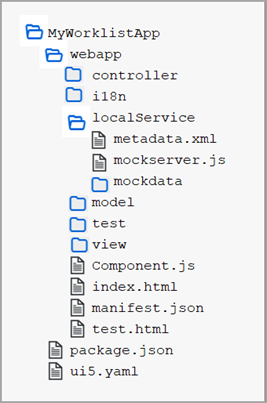 MyWorklistApp
webapp
controller
i18n
localService
metadata.xml
mockserver.js
mockdata
model
test
view
Component.js
index.html
manifest.json
test.html
package.json
ui5.yaml